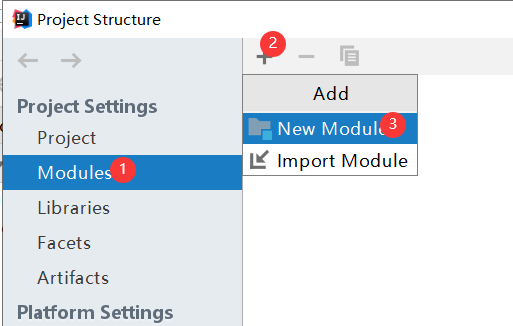 IJ Project Structure
Project Settings
Project
Modules 1
Libraries
Facets
Artifacts
Platform Settings
2
Add
New Module 3
Import Module